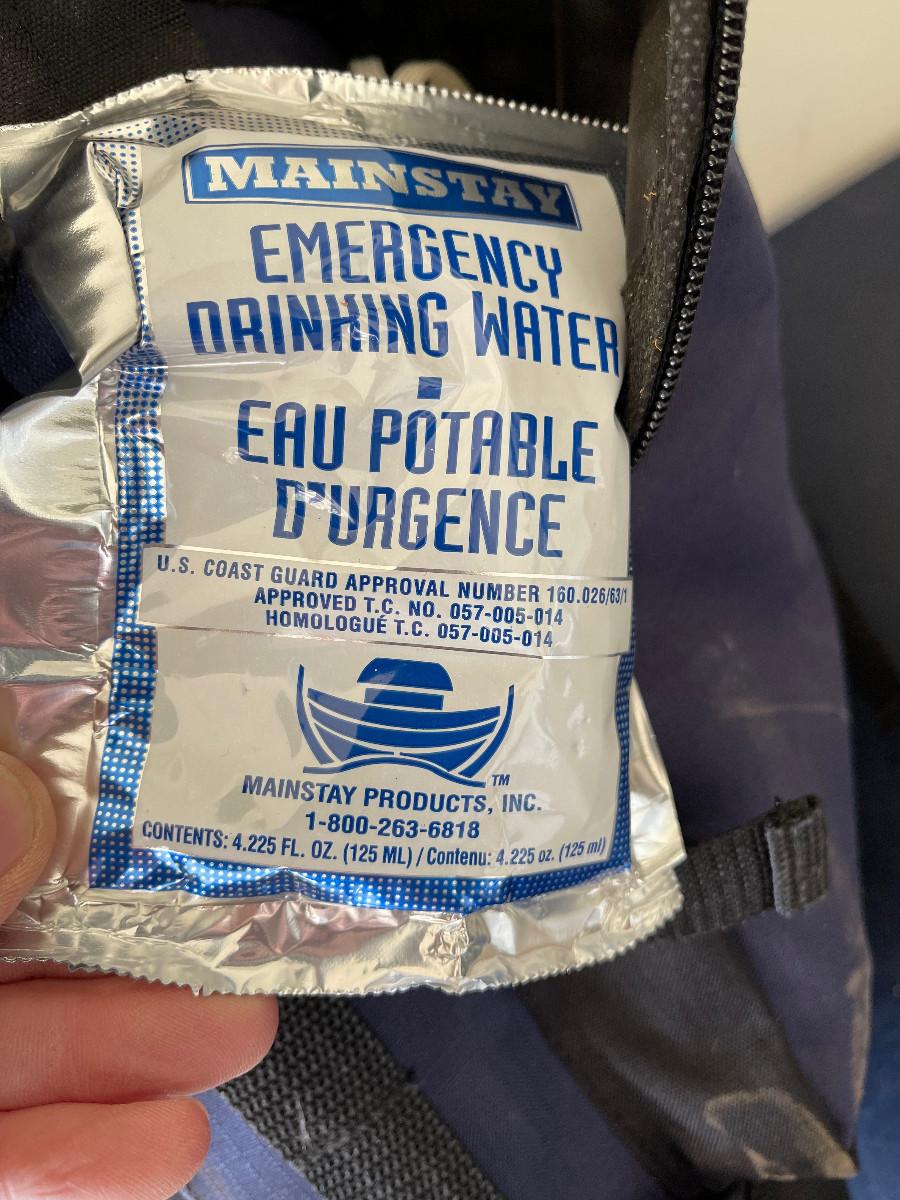 MAINSTAY
EMERGENCY
DRINKING WATER
EAU POTABLE
D'URGENCE
U.S. COAST GUARD APPROVAL NUMBER 160.026/63/1
APPROVED T.C. NO. 057-005-014
HOMOLOGUÉ T.C. 057-005-014
TM
MAINSTAY PRODUCTS, INC.
1-800-263-6818
CONTENTS: 4.225 FL. OZ. (125 ML) / Contenu: 4.225 oz. (125 ml)